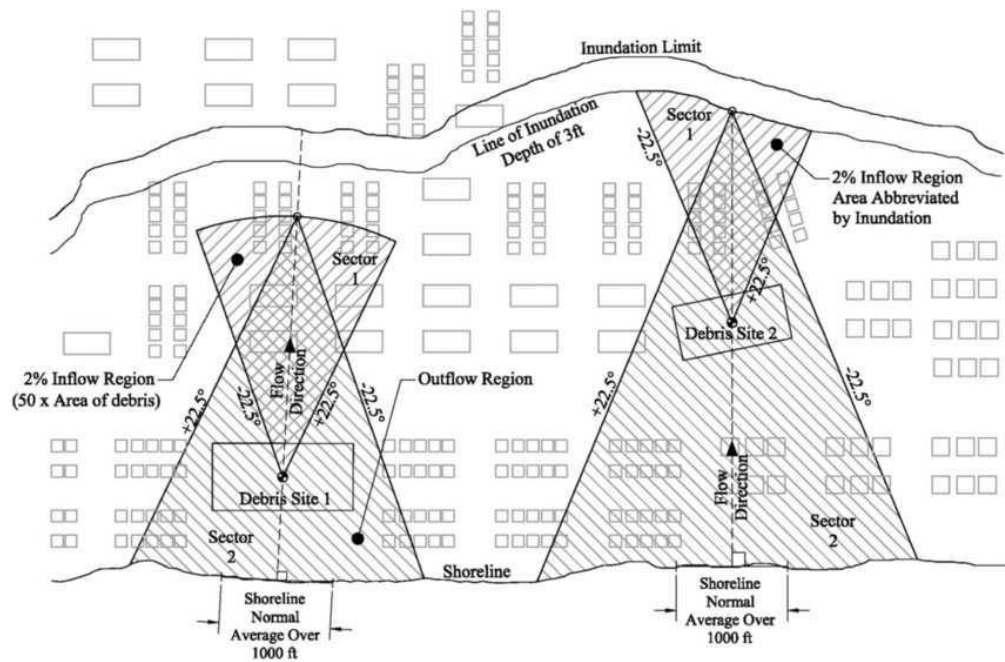 Inundation Limit
Line of Inundation
Depth of 3ft
Sector
1
-22.5°
+22.5°
2% Inflow Region
Area Abbreviated
by Inundation
Debris Site 2
Sector
1
2% Inflow Region
(50 x Area of debris)
Flow
Direction
Outflow Region
+22.5°
-22.5°
+22.5°
-22.5°
+22.5°
-22.5°
Debris Site 1
Flow
Direction
Sector
2
Sector
2
Shoreline
Shoreline
Normal
Average Over
1000 ft
Shoreline
Normal
Average Over
1000 ft